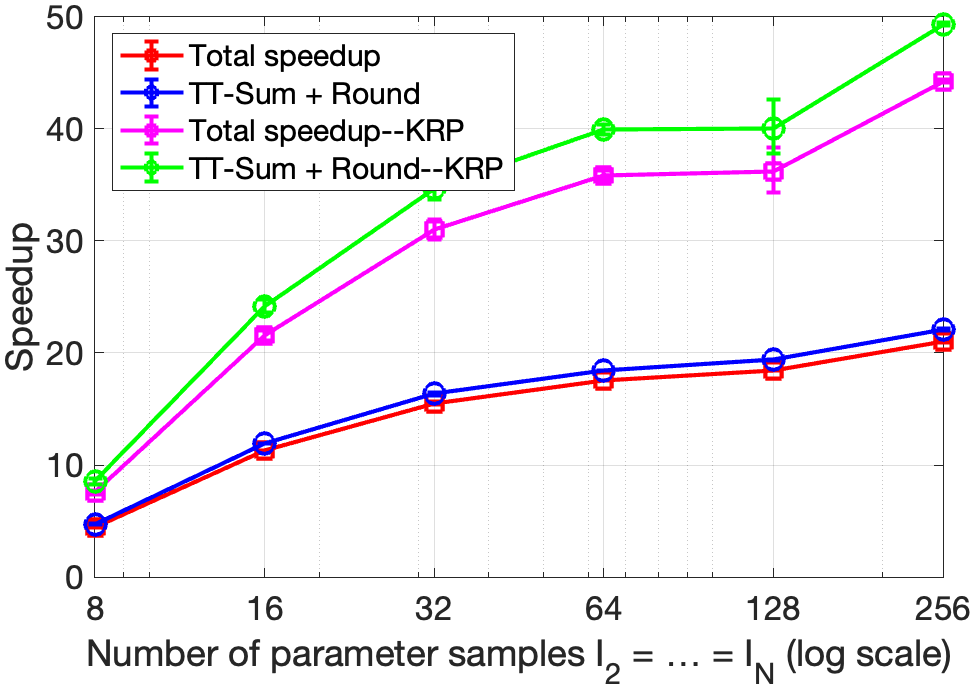 50
40
30
20
10
0
Speedup
Total speedup
TT-Sum + Round
Total speedup--KRP
TT-Sum + Round--KRP
8 16 32 64 128 256
Number of parameter samples I₂ = … = I_N (log scale)